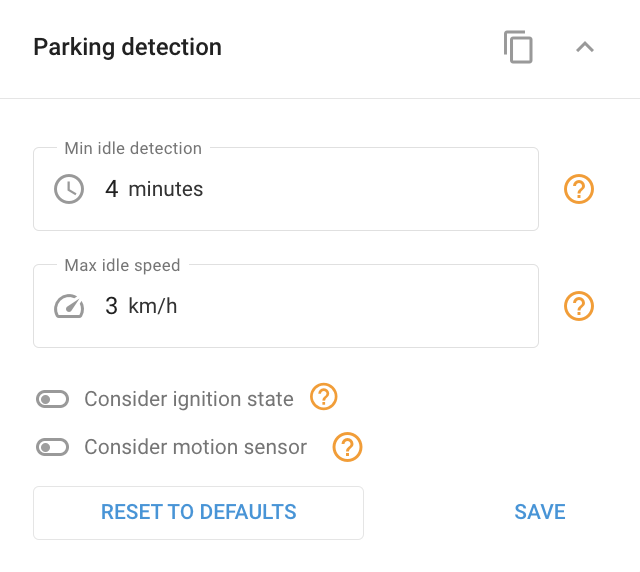 Parking detection
Min idle detection
4 minutes
?
Max idle speed
3 km/h
?
Consider ignition state
?
Consider motion sensor
?
RESET TO DEFAULTS
SAVE